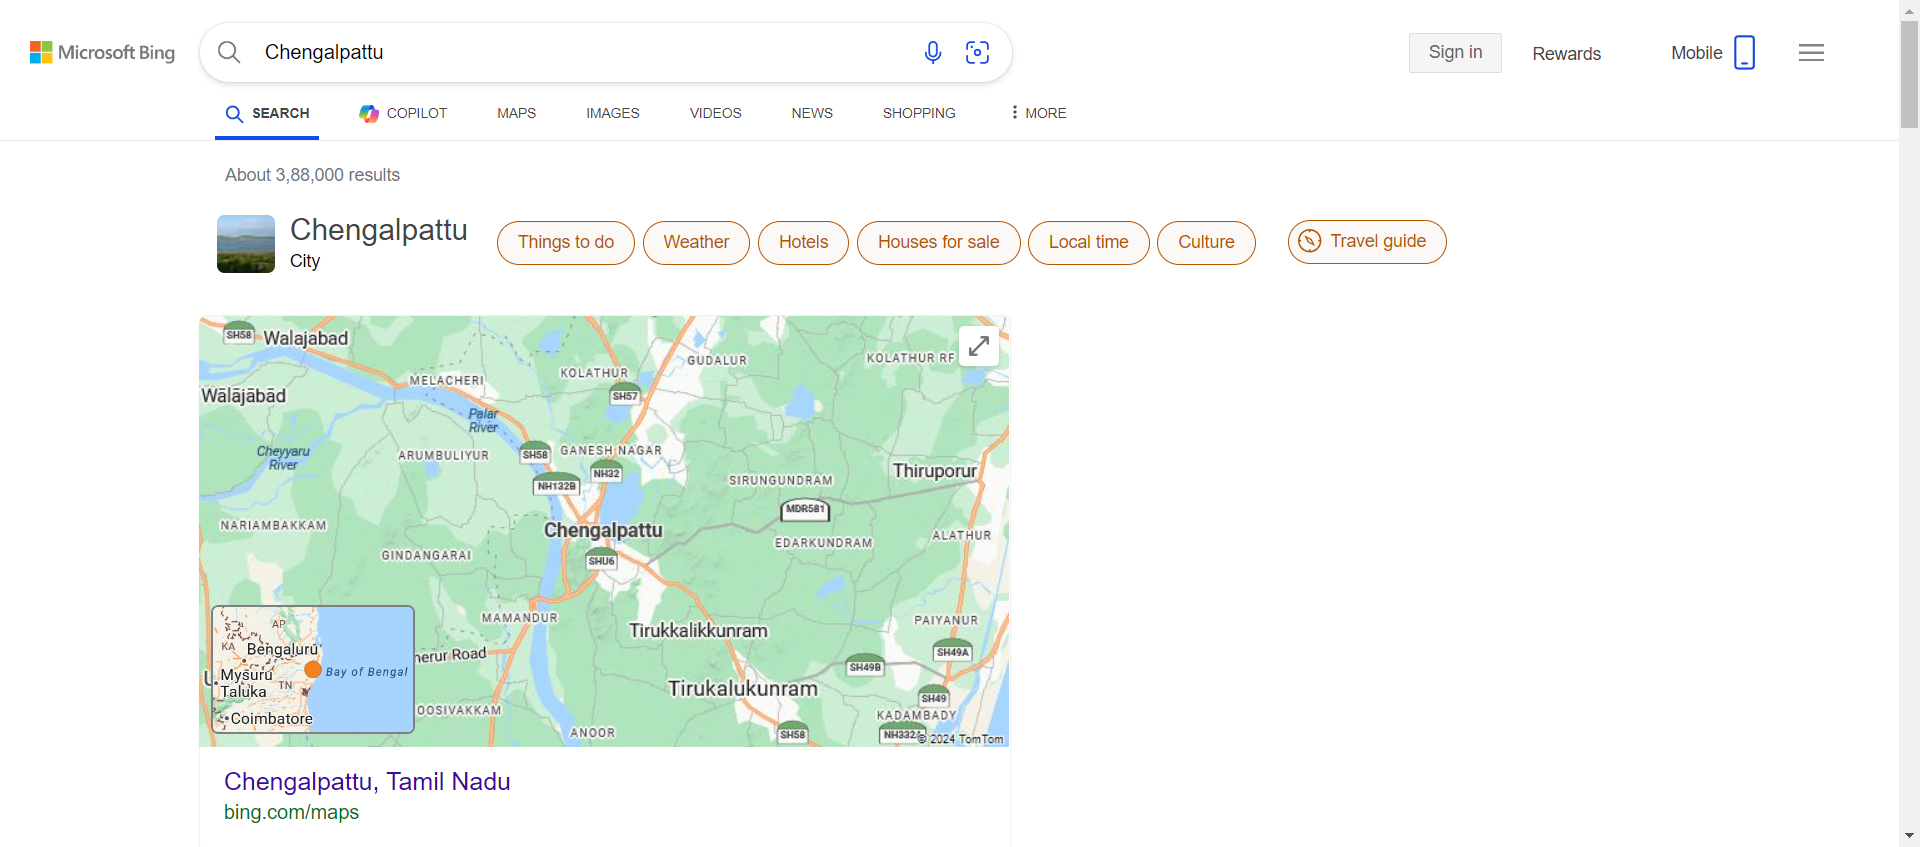 Microsoft Bing
Chengalpattu
Sign in
Rewards
Mobile
SEARCH
COPILOT
MAPS
IMAGES
VIDEOS
NEWS
SHOPPING
MORE
About 3,88,000 results
Chengalpattu
City
Things to do
Weather
Hotels
Houses for sale
Local time
Culture
Travel guide
SH58
Walajabad
GUDALUR
KOLATHUR RF
KOLATHUR
MELACHERI
Wālājābād
SH57
Palar
River
Cheyyaru
River
ARUMBULIYUR
SH58
GANESH NAGAR
NH32
NH132B
Thiruporur
SIRUNGUNDRAM
MDR581
NARIAMBAKKAM
Chengalpattu
EDARKUNDRAM
ALATHUR
GINDANGARAI
SHU6
MAMANDUR
Tirukkalikkunram
PAIYANUR
SH49A
SH49B
nerur Road
AP
KA
Bengaluru
Bay of Bengal
Mysuru
Taluka
TN
Coimbatore
Tirukalukunram
SH49
OOSIVAKKAM
KADAMBADY
ANOOR
SH58
NH332A
© 2024 TomTom
Chengalpattu, Tamil Nadu
bing.com/maps